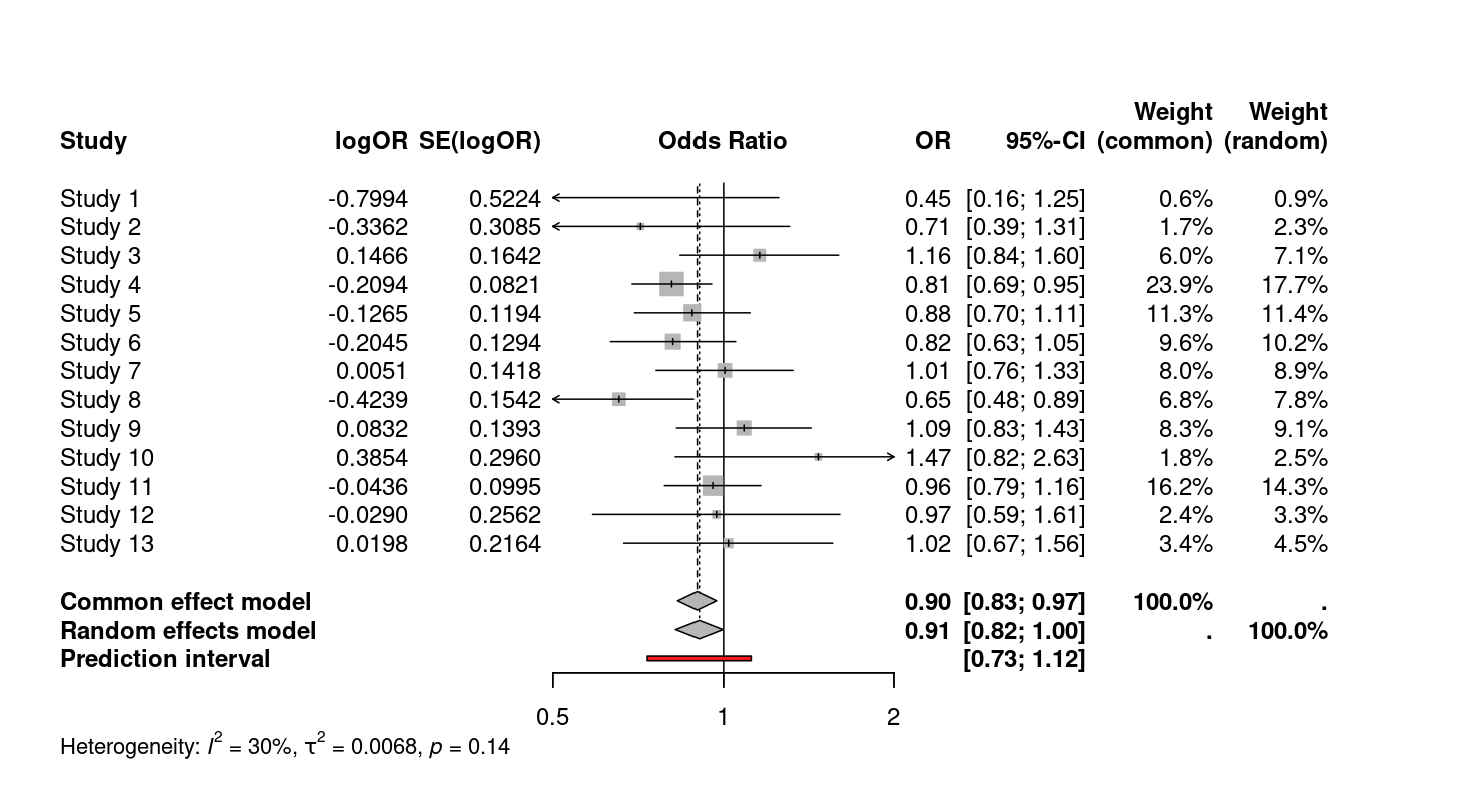 Weight Weight
Study logOR SE(logOR) Odds Ratio OR 95%-CI (common) (random)
Study 1 -0.7994 0.5224 0.45 [0.16; 1.25] 0.6% 0.9%
Study 2 -0.3362 0.3085 0.71 [0.39; 1.31] 1.7% 2.3%
Study 3 0.1466 0.1642 1.16 [0.84; 1.60] 6.0% 7.1%
Study 4 -0.2094 0.0821 0.81 [0.69; 0.95] 23.9% 17.7%
Study 5 -0.1265 0.1194 0.88 [0.70; 1.11] 11.3% 11.4%
Study 6 -0.2045 0.1294 0.82 [0.63; 1.05] 9.6% 10.2%
Study 7 0.0051 0.1418 1.01 [0.76; 1.33] 8.0% 8.9%
Study 8 -0.4239 0.1542 0.65 [0.48; 0.89] 6.8% 7.8%
Study 9 0.0832 0.1393 1.09 [0.83; 1.43] 8.3% 9.1%
Study 10 0.3854 0.2960 1.47 [0.82; 2.63] 1.8% 2.5%
Study 11 -0.0436 0.0995 0.96 [0.79; 1.16] 16.2% 14.3%
Study 12 -0.0290 0.2562 0.97 [0.59; 1.61] 2.4% 3.3%
Study 13 0.0198 0.2164 1.02 [0.67; 1.56] 3.4% 4.5%
Common effect model 0.90 [0.83; 0.97] 100.0% .
Random effects model 0.91 [0.82; 1.00] . 100.0%
Prediction interval [0.73; 1.12]
0.5 1 2
Heterogeneity: I² = 30%, τ² = 0.0068, p = 0.14